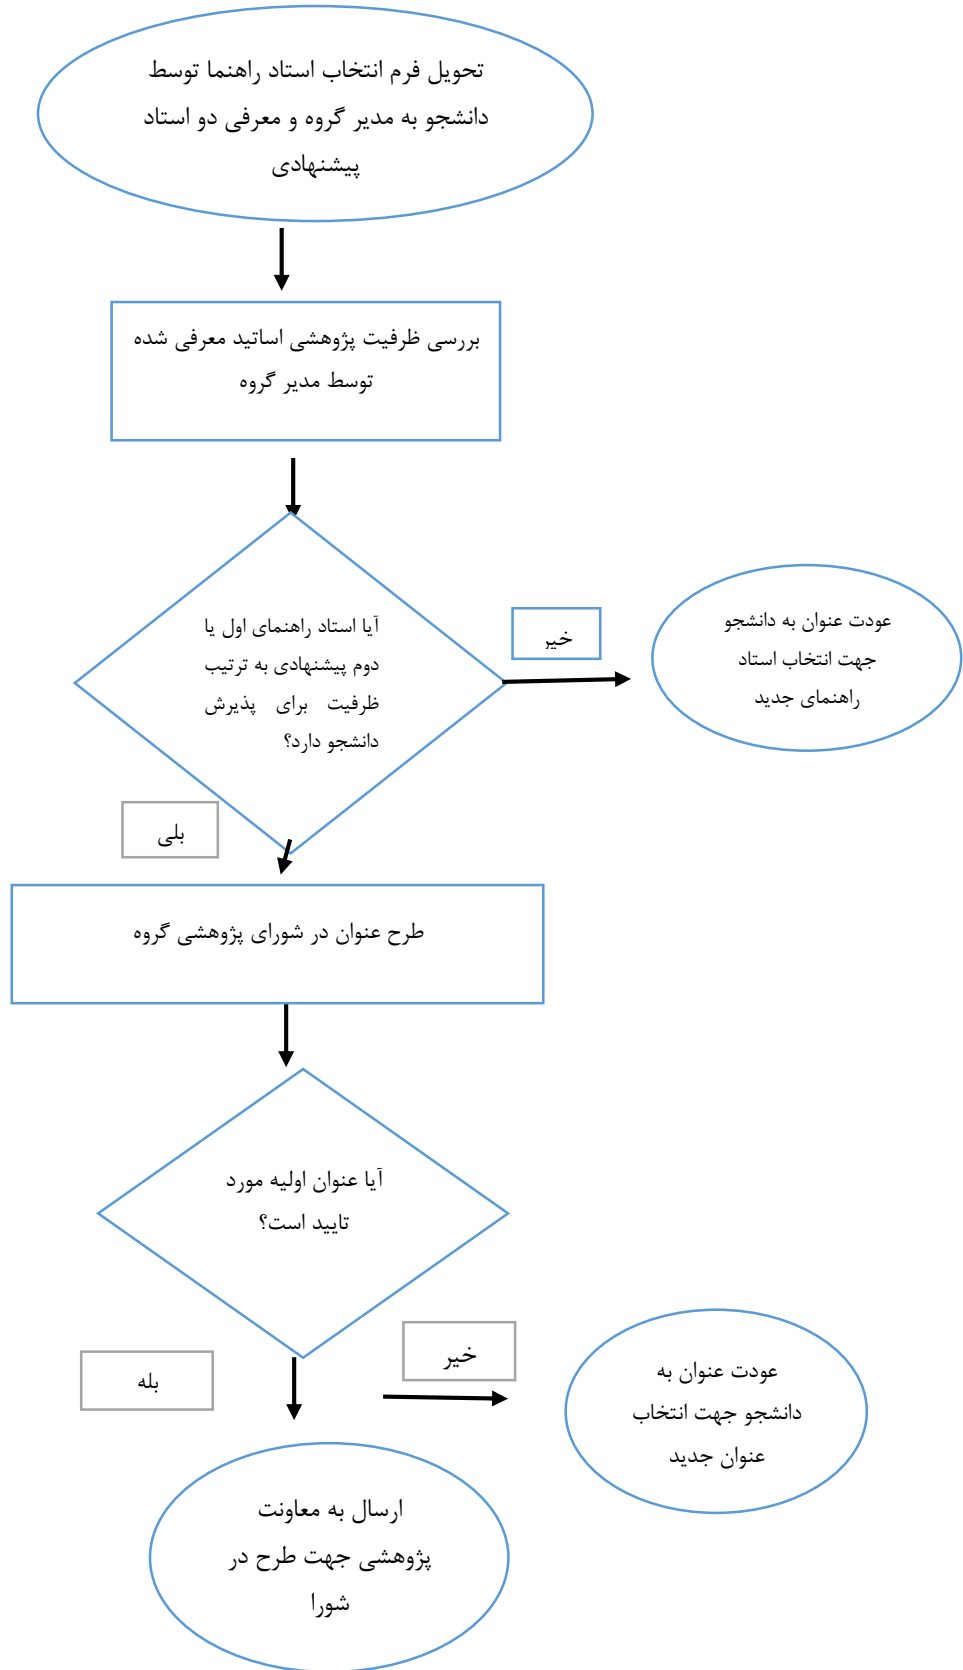 تحویل فرم انتخاب استاد راهنما توسط
دانشجو به مدیر گروه و معرفی دو استاد
پیشنهادی
بررسی ظرفیت پژوهشی اساتید معرفی شده
توسط مدیر گروه
آیا استاد راهنمای اول یا
دوم پیشنهادی به ترتیب
ظرفیت برای پذیرش
دانشجو دارد؟
خیر
عودت عنوان به دانشجو
جهت انتخاب استاد
راهنمای جدید
بلی
طرح عنوان در شورای پژوهشی گروه
آیا عنوان اولیه مورد
تایید است؟
خیر
عودت عنوان به
دانشجو جهت انتخاب
عنوان جدید
بله
ارسال به معاونت
پژوهشی جهت طرح در
شورا